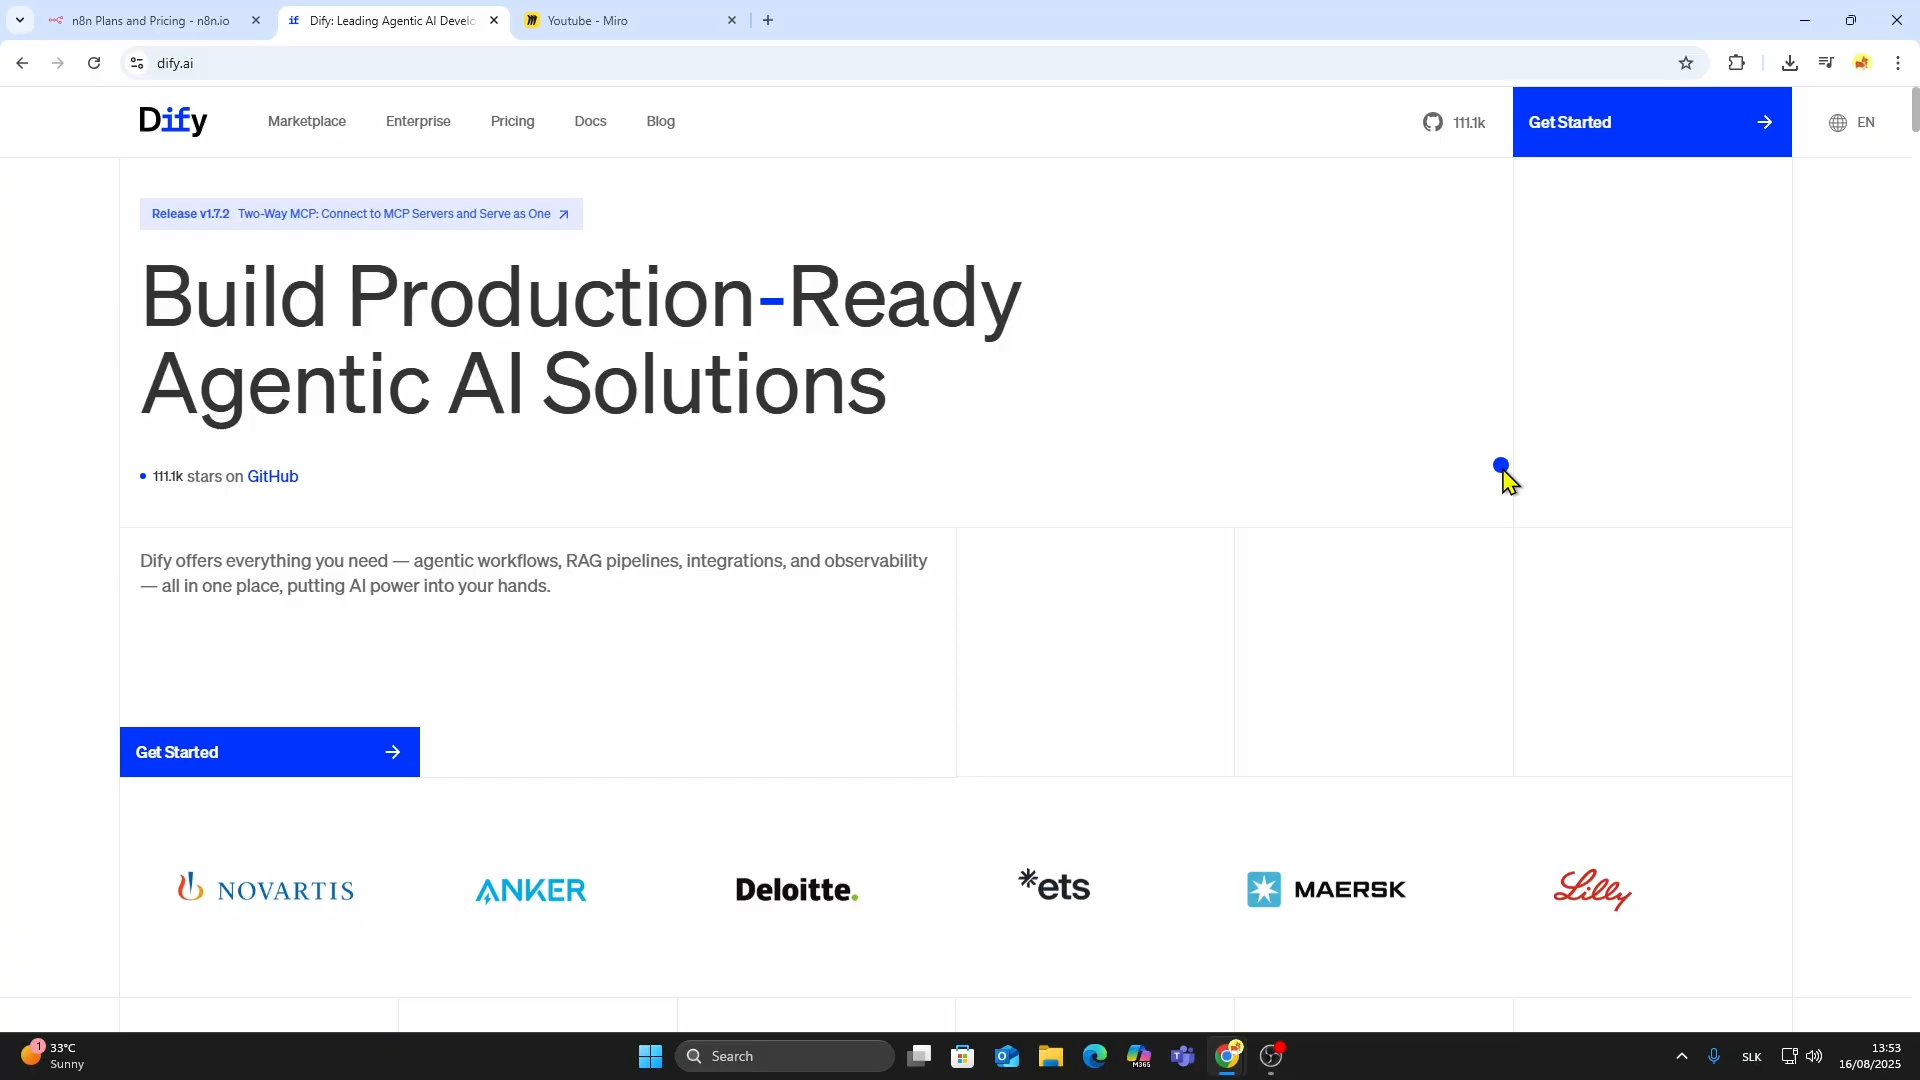 n8n Plans and Pricing - n8n.io
Dify: Leading Agentic AI Develo
Youtube - Miro
dify.ai
Dify
Marketplace
Enterprise
Pricing
Docs
Blog
111.1k
Get Started
EN
Release v1.7.2 Two-Way MCP: Connect to MCP Servers and Serve as One
Build Production-Ready
Agentic AI Solutions
111.1k stars on GitHub
Dify offers everything you need — agentic workflows, RAG pipelines, integrations, and observability
— all in one place, putting AI power into your hands.
Get Started
NOVARTIS
ANKER
Deloitte.
*ets
MAERSK
Lilly
1
33°C
Sunny
Search
M365
SLK
13:53
16/08/2025